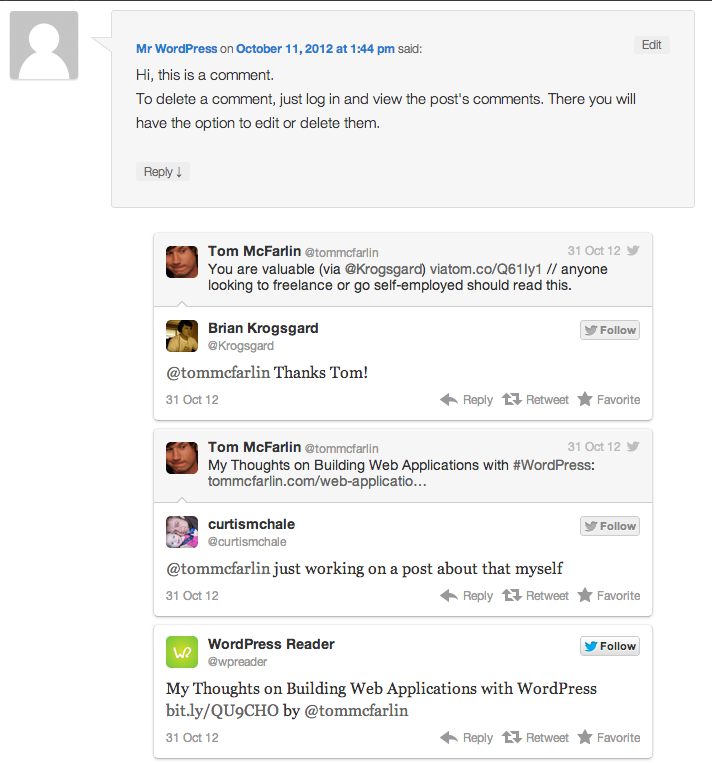 Mr WordPress on October 11, 2012 at 1:44 pm said:
Edit
Hi, this is a comment.
To delete a comment, just log in and view the post's comments. There you will
have the option to edit or delete them.
Reply ↓
Tom McFarlin @tommcfarlin 31 Oct 12
You are valuable (via @Krogsgard) viatom.co/Q61Iy1 // anyone
looking to freelance or go self-employed should read this.
Brian Krogsgard
Follow
@Krogsgard
@tommcfarlin Thanks Tom!
31 Oct 12 Reply Retweet Favorite
Tom McFarlin @tommcfarlin 31 Oct 12
My Thoughts on Building Web Applications with #WordPress:
tommcfarlin.com/web-applicatio…
curtismchale
Follow
@curtismchale
@tommcfarlin just working on a post about that myself
31 Oct 12 Reply Retweet Favorite
W?
WordPress Reader
Follow
@wpreader
My Thoughts on Building Web Applications with WordPress
bit.ly/QU9CHO by @tommcfarlin
31 Oct 12 Reply Retweet Favorite